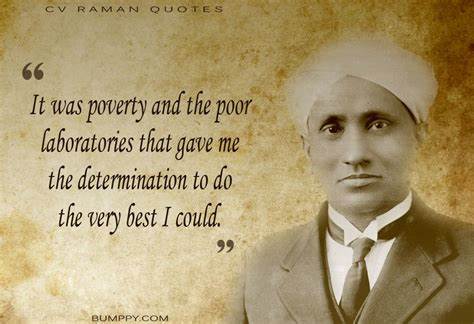 CV RAMAN QUOTES
“
It was poverty and the poor
laboratories that gave me
the determination to do
the very best I could.
”
BUMPPY.COM